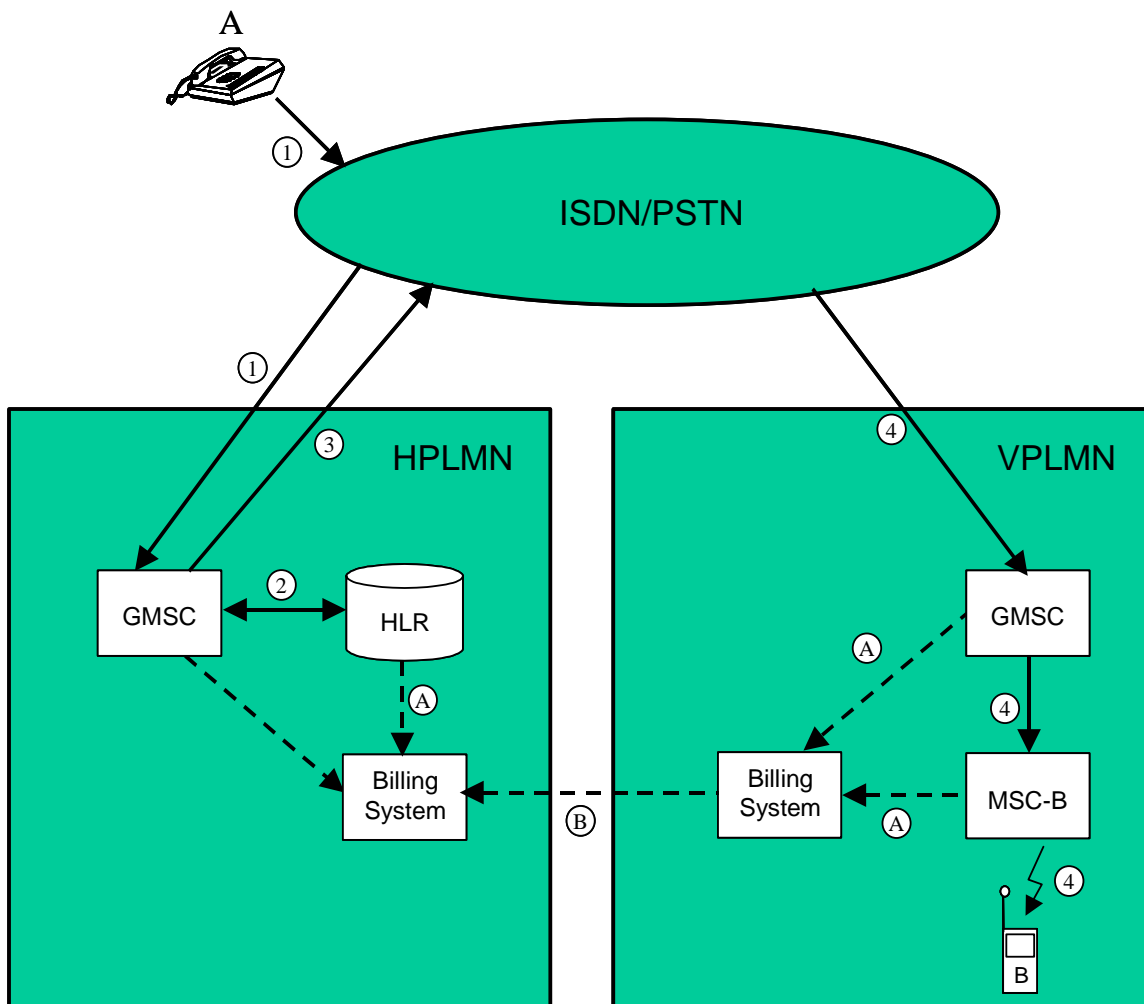 A
1
ISDN/PSTN
1
3
4
HPLMN
VPLMN
2
GMSC
HLR
GMSC
A
A
4
Billing
System
Billing
System
MSC-B
B
A
4
B